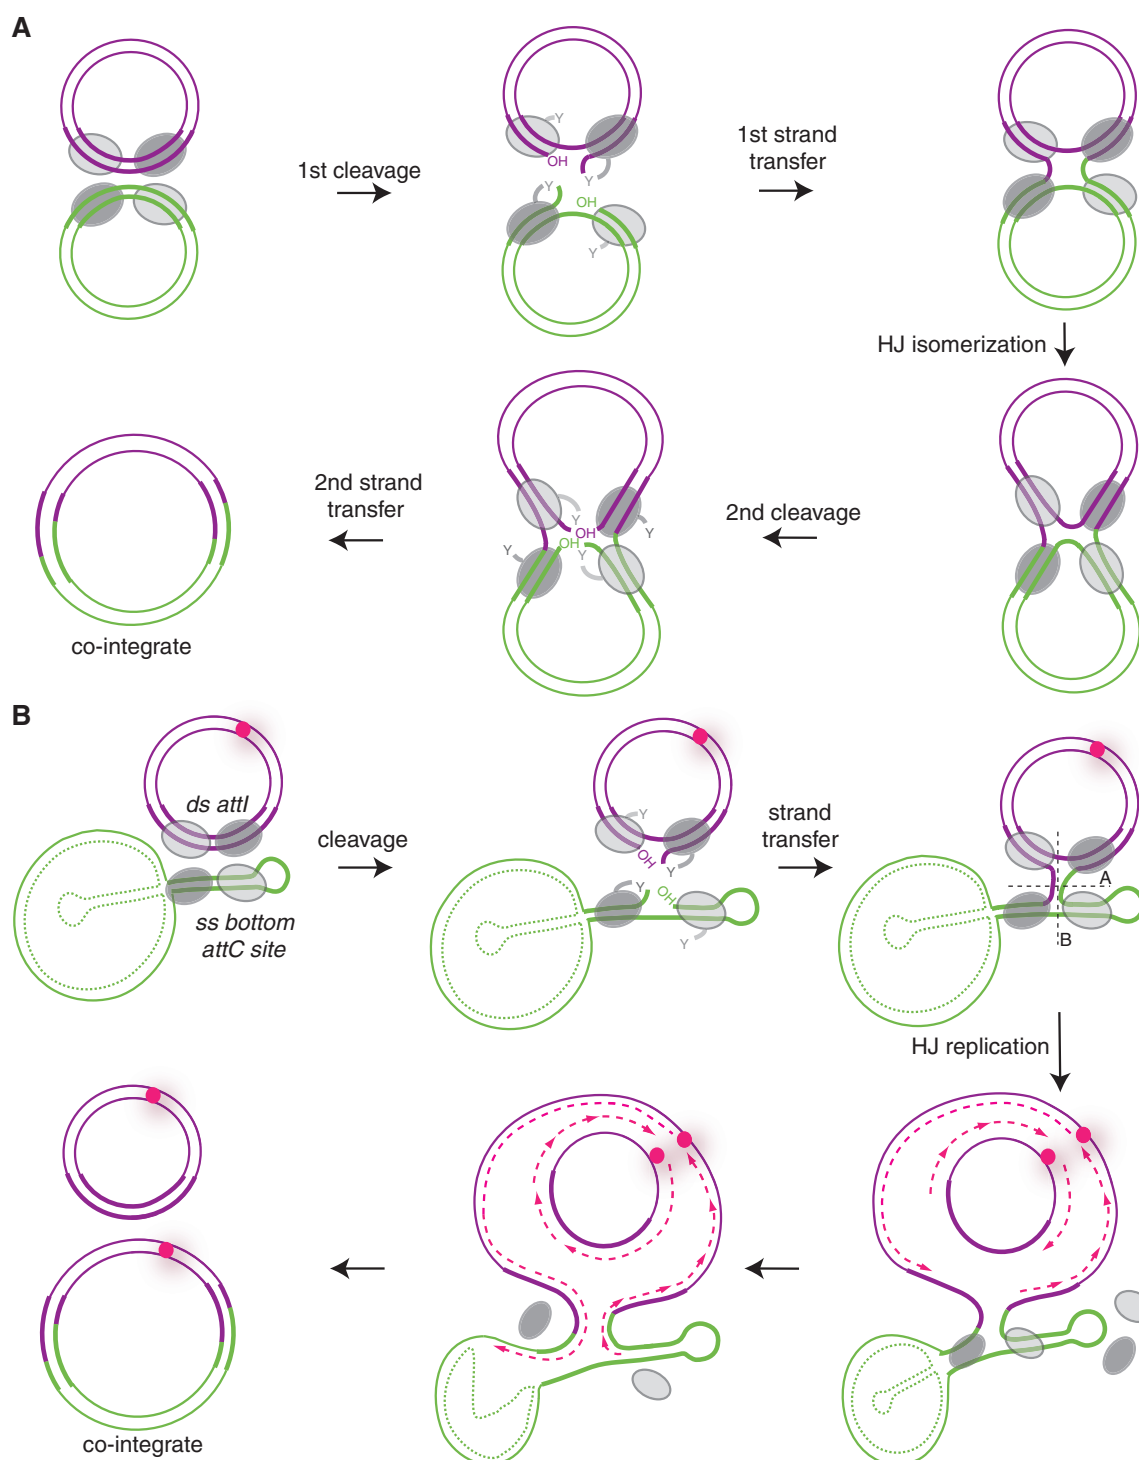 A
1st cleavage
Y
OH
Y
Y
OH
Y
1st strand
transfer
HJ isomerization
2nd cleavage
Y
OH
Y
OH
Y
Y
2nd strand
transfer
co-integrate
B
ds attI
ss bottom
attC site
cleavage
Y
OH
Y
Y
OH
Y
strand
transfer
A
B
HJ replication
co-integrate